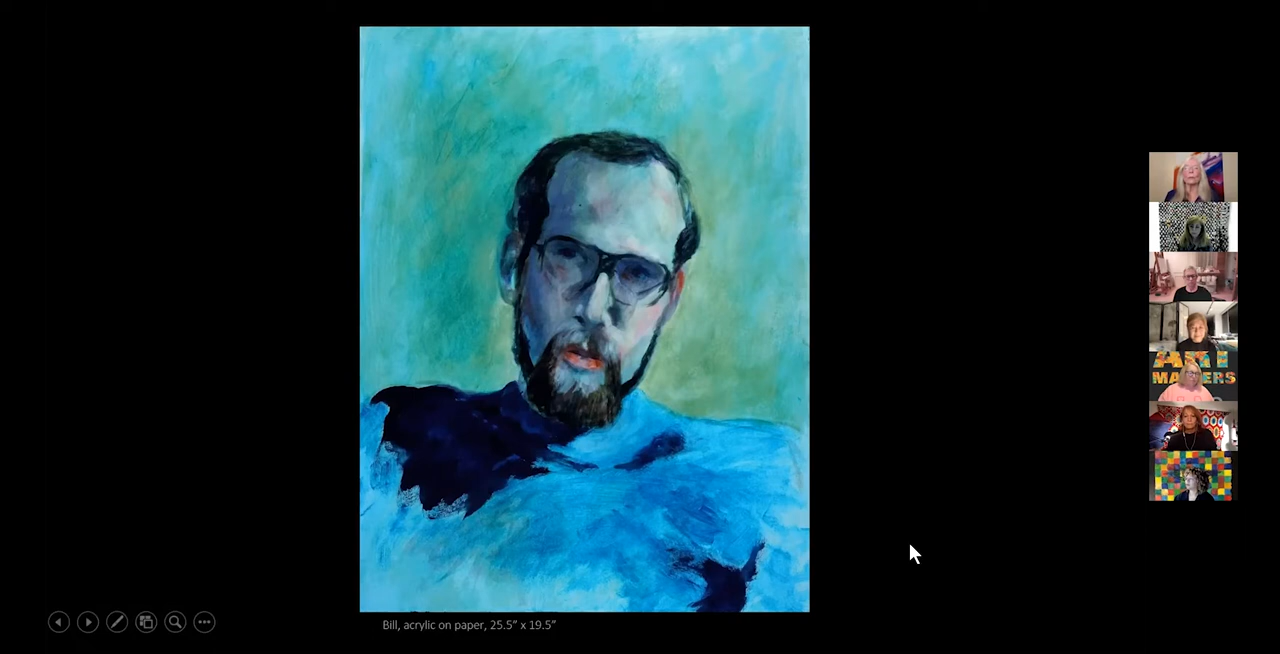 ART
MATTERS
Bill, acrylic on paper, 25.5” x 19.5”